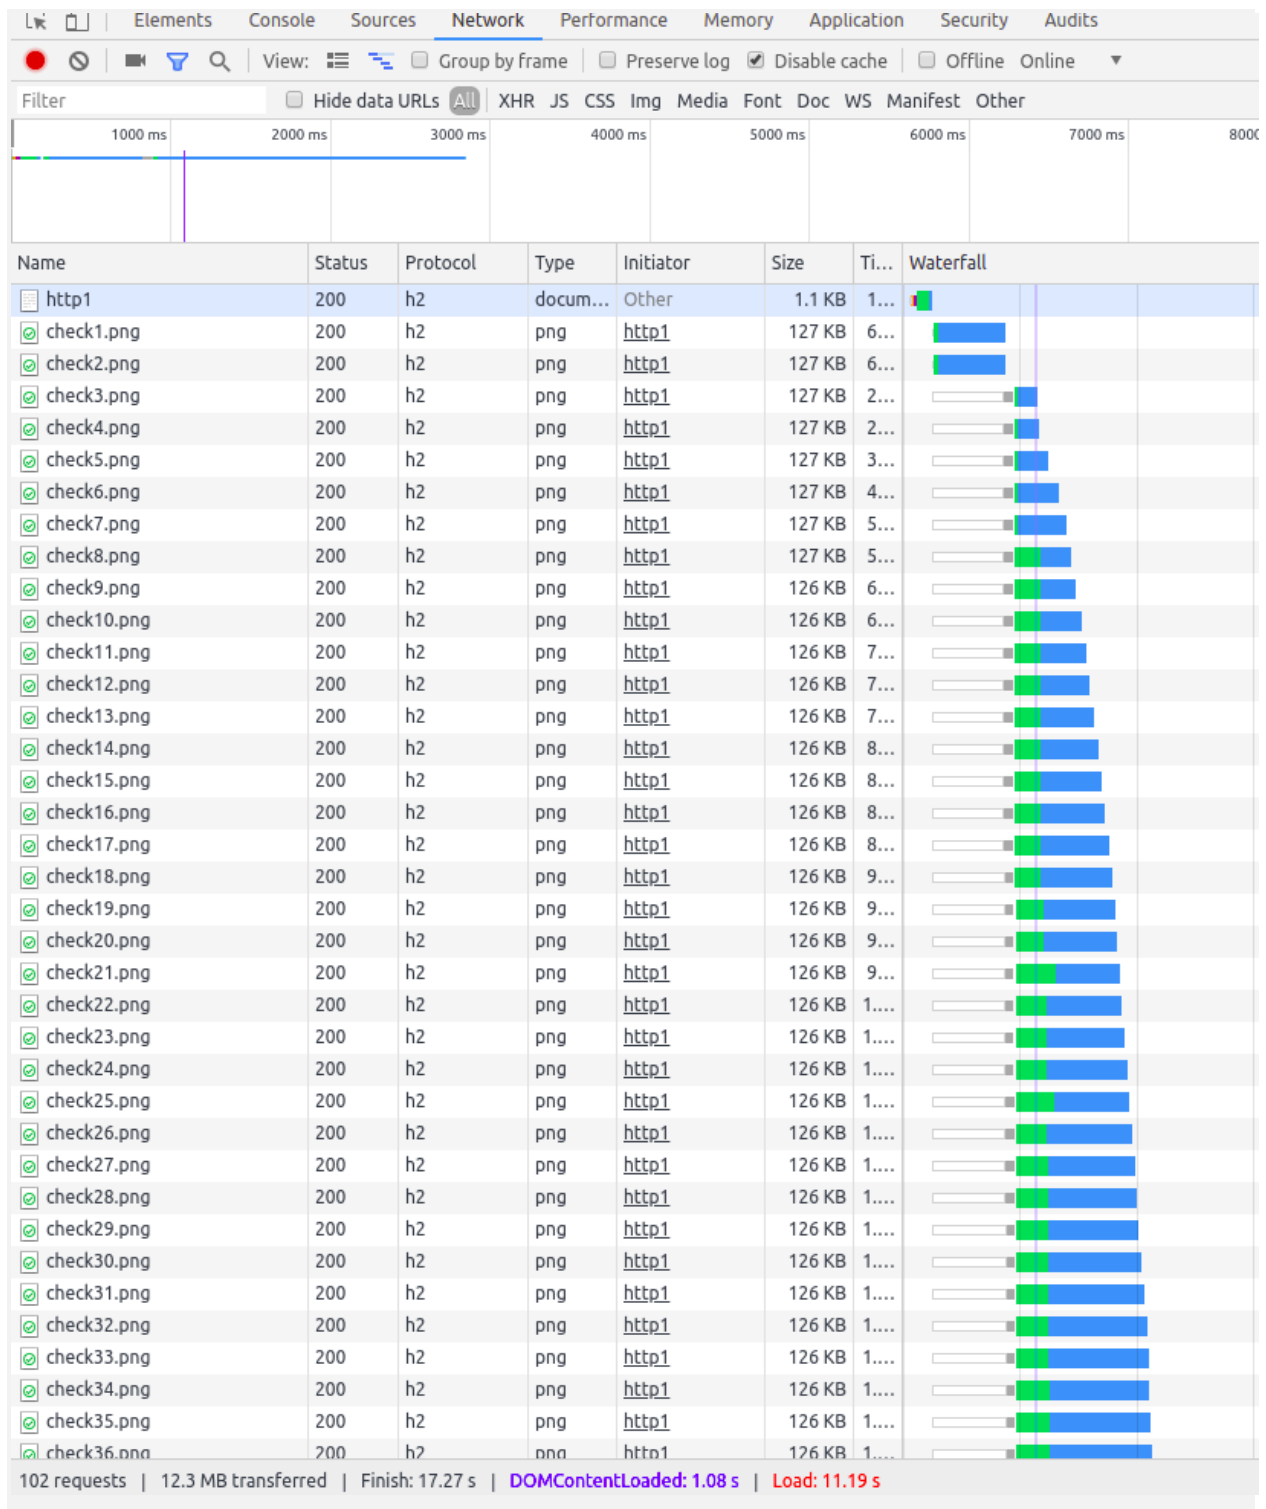 Elements Console Sources Network Performance Memory Application Security Audits
View: Group by frame Preserve log Disable cache Offline Online ▼
Filter Hide data URLs All XHR JS CSS Img Media Font Doc WS Manifest Other
1000 ms 2000 ms 3000 ms 4000 ms 5000 ms 6000 ms 7000 ms 8000
Name Status Protocol Type Initiator Size Ti... Waterfall
http1 200 h2 docum... Other 1.1 KB 1...
check1.png 200 h2 png http1 127 KB 6...
check2.png 200 h2 png http1 127 KB 6...
check3.png 200 h2 png http1 127 KB 2...
check4.png 200 h2 png http1 127 KB 2...
check5.png 200 h2 png http1 127 KB 3...
check6.png 200 h2 png http1 127 KB 4...
check7.png 200 h2 png http1 127 KB 5...
check8.png 200 h2 png http1 127 KB 5...
check9.png 200 h2 png http1 126 KB 6...
check10.png 200 h2 png http1 126 KB 6...
check11.png 200 h2 png http1 126 KB 7...
check12.png 200 h2 png http1 126 KB 7...
check13.png 200 h2 png http1 126 KB 7...
check14.png 200 h2 png http1 126 KB 8...
check15.png 200 h2 png http1 126 KB 8...
check16.png 200 h2 png http1 126 KB 8...
check17.png 200 h2 png http1 126 KB 8...
check18.png 200 h2 png http1 126 KB 9...
check19.png 200 h2 png http1 126 KB 9...
check20.png 200 h2 png http1 126 KB 9...
check21.png 200 h2 png http1 126 KB 9...
check22.png 200 h2 png http1 126 KB 1....
check23.png 200 h2 png http1 126 KB 1....
check24.png 200 h2 png http1 126 KB 1....
check25.png 200 h2 png http1 126 KB 1....
check26.png 200 h2 png http1 126 KB 1....
check27.png 200 h2 png http1 126 KB 1....
check28.png 200 h2 png http1 126 KB 1....
check29.png 200 h2 png http1 126 KB 1....
check30.png 200 h2 png http1 126 KB 1....
check31.png 200 h2 png http1 126 KB 1....
check32.png 200 h2 png http1 126 KB 1....
check33.png 200 h2 png http1 126 KB 1....
check34.png 200 h2 png http1 126 KB 1....
check35.png 200 h2 png http1 126 KB 1....
check36.png 200 h2 png http1 126 KB 1....
102 requests | 12.3 MB transferred | Finish: 17.27 s | DOMContentLoaded: 1.08 s | Load: 11.19 s